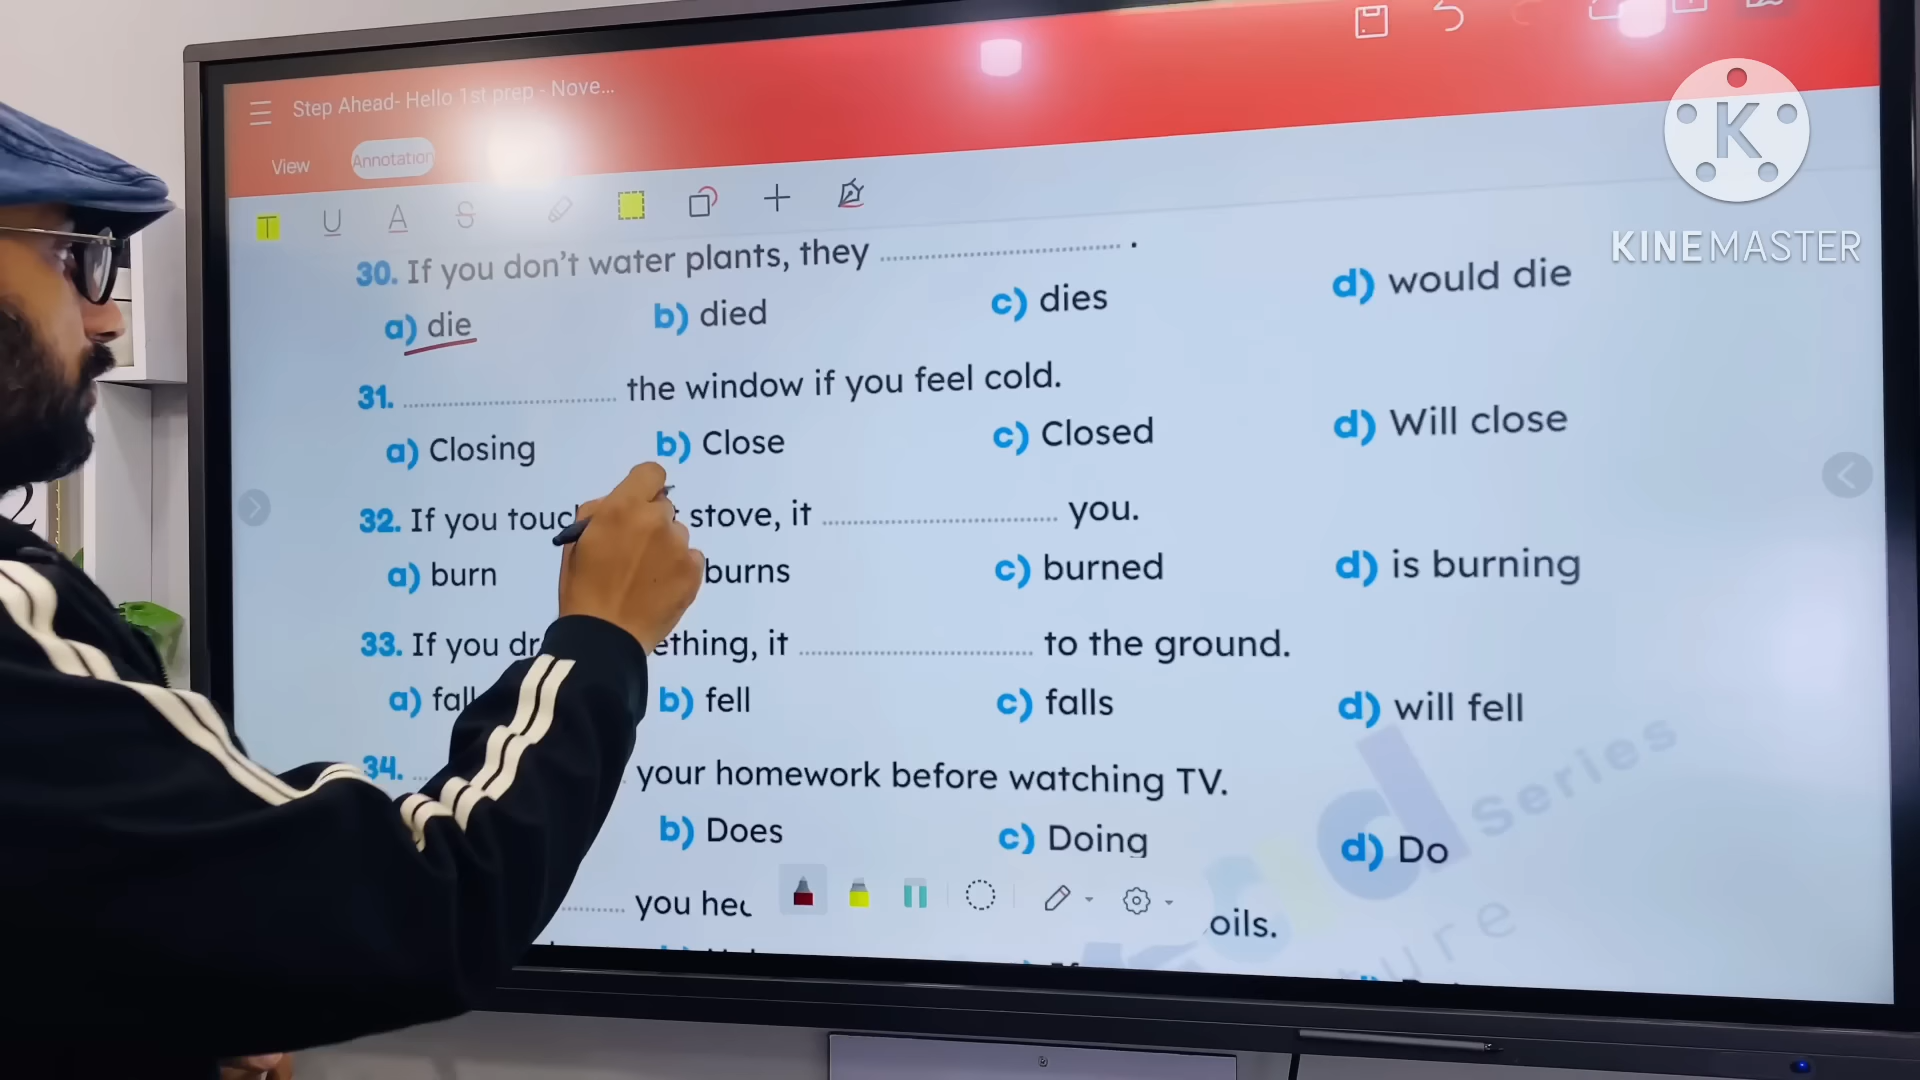 Step Ahead- Hello 1st prep - Nove...
View Annotation
K
KINEMASTER
T U A S
30. If you don't water plants, they .................... .
a) die b) died c) dies d) would die
31. .................... the window if you feel cold.
a) Closing b) Close c) Closed d) Will close
32. If you stove, it .................... you.
a) burn burns c) burned d) is burning
33. If you it .................... to the ground.
a) b) fell c) falls d) will fell
34. your homework before watching TV.
b) Does c) Doing d) Do
you
series